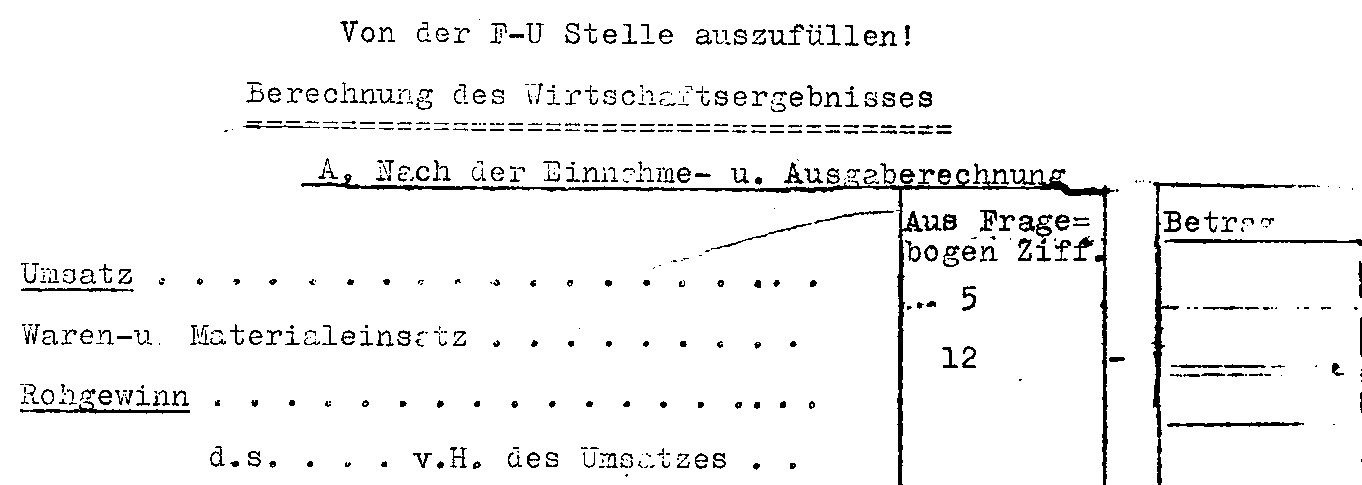 Von der F-U Stelle auszufüllen!
Berechnung des Wirtschaftsergebnisses
=====================================
A, Nach der Einnahme- u. Ausgaberechnung
Aus Frage= Betrag
bogen Ziff.
Umsatz . . . . . . . . . . . . . . . . . .
... 5
Waren-u. Materialeinsatz . . . . . . . . .
12 -
Rohgewinn . . . . . . . . . . . . . . . . .
d.s. . . . v.H. des Umsatzes . .